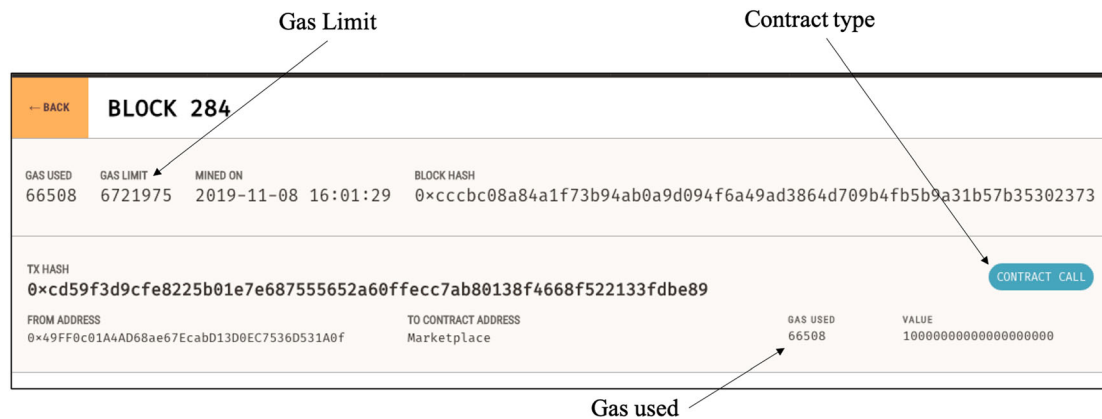 Gas Limit
Contract type
← BACK
BLOCK 284
GAS USED
66508
GAS LIMIT
6721975
MINED ON
2019-11-08 16:01:29
BLOCK HASH
0×cccbc08a84a1f73b94ab0a9d094f6a49ad3864d709b4fb5b9a31b57b35302373
TX HASH
0×cd59f3d9cfe8225b01e7e687555652a60ffecc7ab80138f4668f522133fdbe89
CONTRACT CALL
FROM ADDRESS
0×49FF0c01A4AD68ae67EcabD13D0EC7536D531A0f
TO CONTRACT ADDRESS
Marketplace
GAS USED
66508
VALUE
10000000000000000000
Gas used